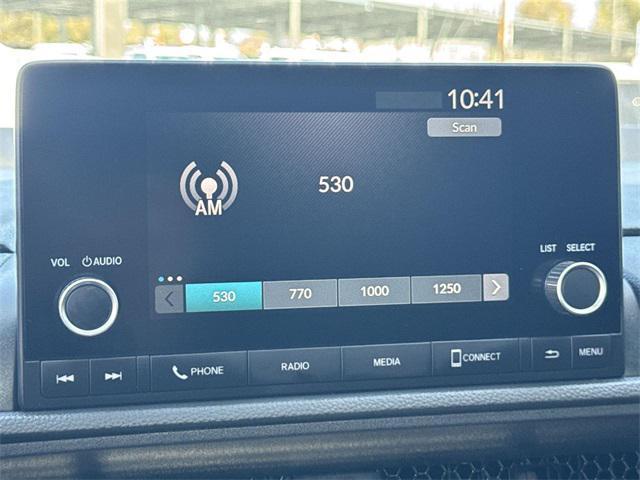 10:41
Scan
AM
530
VOL AUDIO
LIST SELECT
530 770 1000 1250
PHONE RADIO MEDIA CONNECT MENU